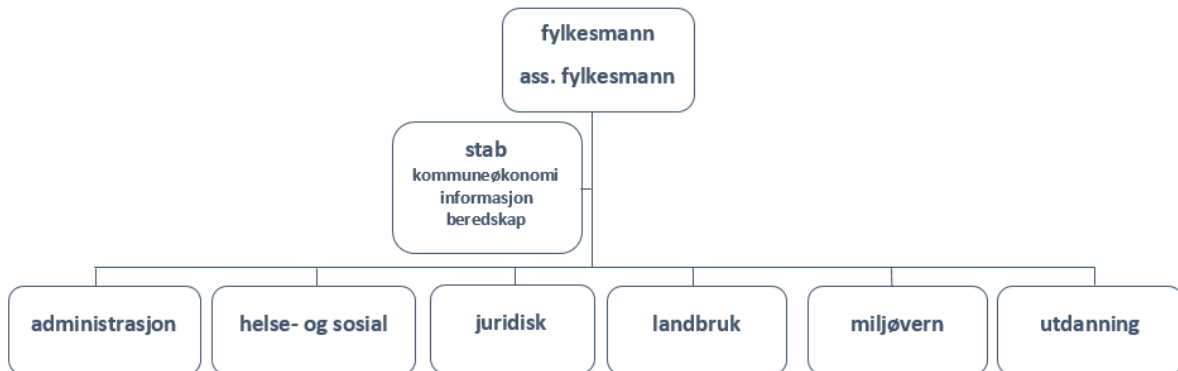 fylkesmann
ass. fylkesmann
stab
kommuneøkonomi
informasjon
beredskap
administrasjon
helse- og sosial
juridisk
landbruk
miljøvern
utdanning